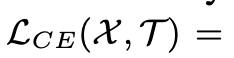 ℒ_{CE}(𝒳, 𝒯) =